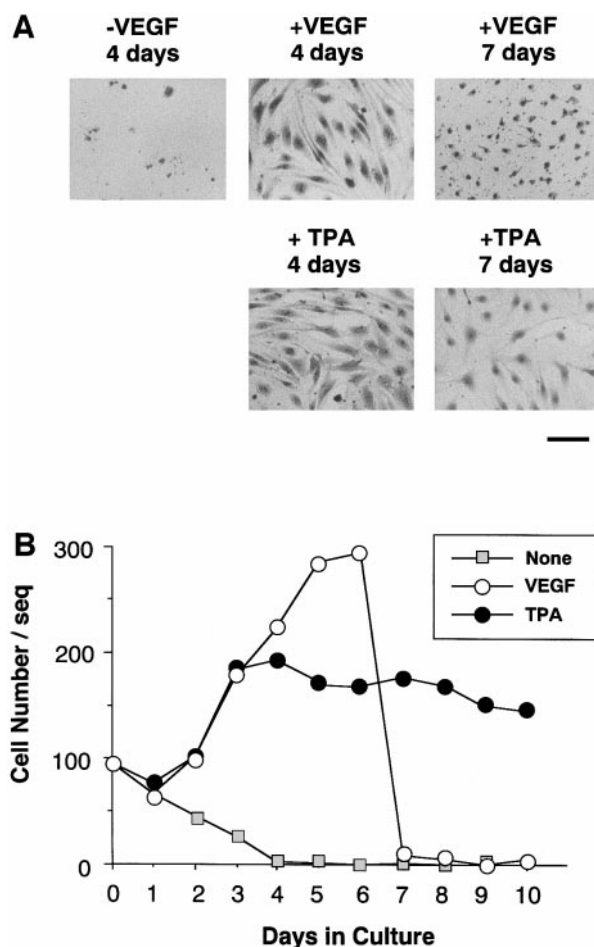 A
-VEGF
4 days
+VEGF
4 days
+VEGF
7 days
+ TPA
4 days
+TPA
7 days
B
Cell Number / seq
300
200
100
0
None
VEGF
TPA
0 1 2 3 4 5 6 7 8 9 10
Days in Culture